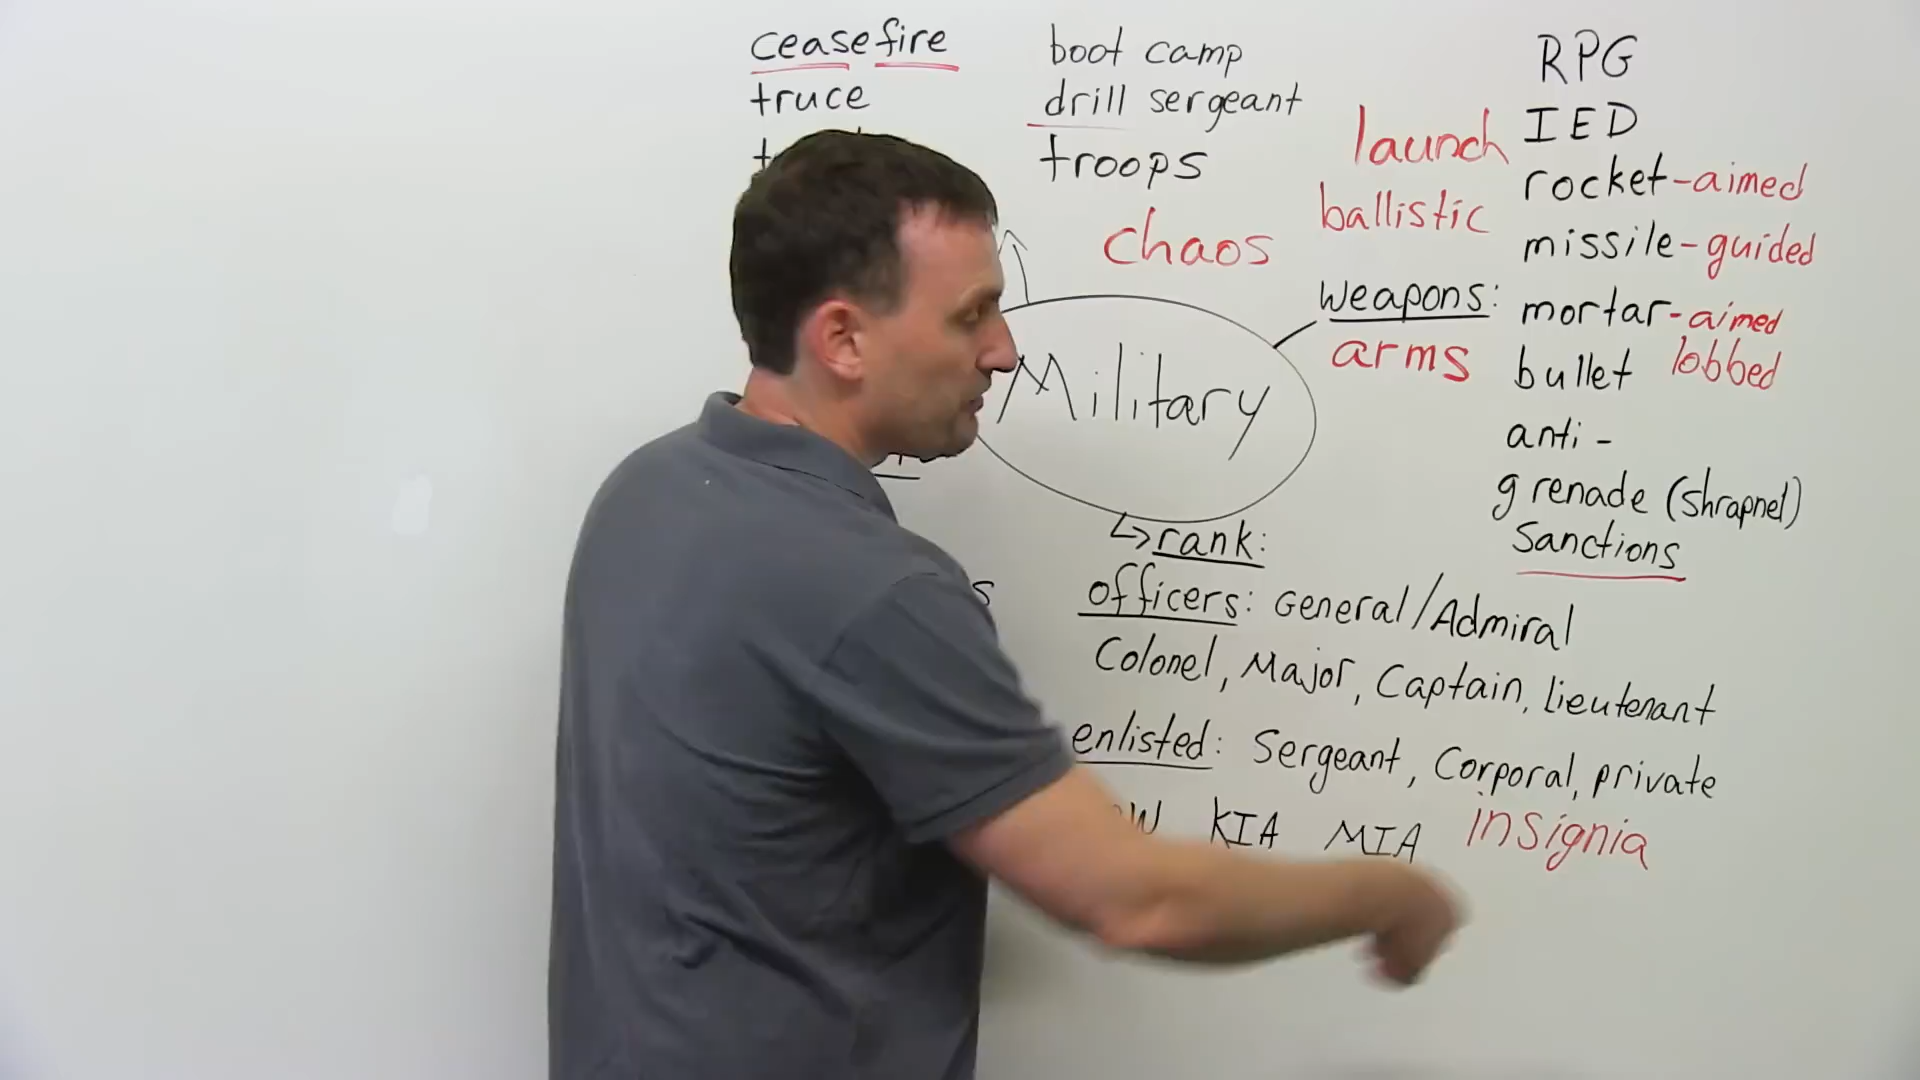 ceasefire
truce
boot camp
drill sergeant
troops
chaos
launch
ballistic
weapons:
arms
RPG
IED
rocket-aimed
missile-guided
mortar-aimed
bullet lobbed
anti-
grenade (shrapnel)
Sanctions
Military
↳rank:
officers: General/Admiral
Colonel, Major, Captain, Lieutenant
enlisted: Sergeant, Corporal, private
KIA MIA insignia